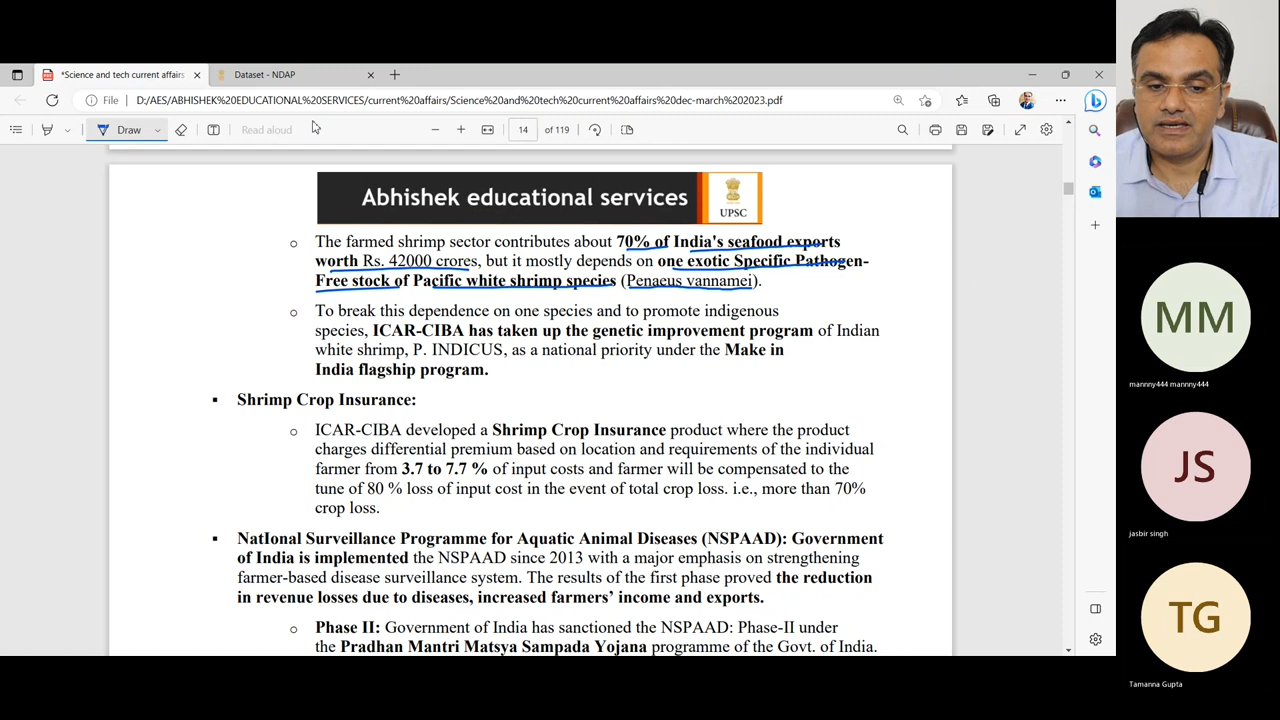 *Science and tech current affairs
Dataset - NDAP
File
D:/AES/ABHISHEK%20EDUCATIONAL%20SERVICES/current%20affairs/Science%20and%20tech%20current%20affairs%20dec-march%202023.pdf
Draw
Read aloud
14
of 119
Abhishek educational services
UPSC
o The farmed shrimp sector contributes about 70% of India's seafood exports
worth Rs. 42000 crores, but it mostly depends on one exotic Specific Pathogen-
Free stock of Pacific white shrimp species (Penaeus vannamei).
o To break this dependence on one species and to promote indigenous
species, ICAR-CIBA has taken up the genetic improvement program of Indian
white shrimp, P. INDICUS, as a national priority under the Make in
India flagship program.
▪ Shrimp Crop Insurance:
o ICAR-CIBA developed a Shrimp Crop Insurance product where the product
charges differential premium based on location and requirements of the individual
farmer from 3.7 to 7.7 % of input costs and farmer will be compensated to the
tune of 80 % loss of input cost in the event of total crop loss. i.e., more than 70%
crop loss.
▪ NatIonal Surveillance Programme for Aquatic Animal Diseases (NSPAAD): Government
of India is implemented the NSPAAD since 2013 with a major emphasis on strengthening
farmer-based disease surveillance system. The results of the first phase proved the reduction
in revenue losses due to diseases, increased farmers' income and exports.
o Phase II: Government of India has sanctioned the NSPAAD: Phase-II under
the Pradhan Mantri Matsya Sampada Yojana programme of the Govt. of India.
MM
mannny444 mannny444
JS
jasbir singh
TG
Tamanna Gupta